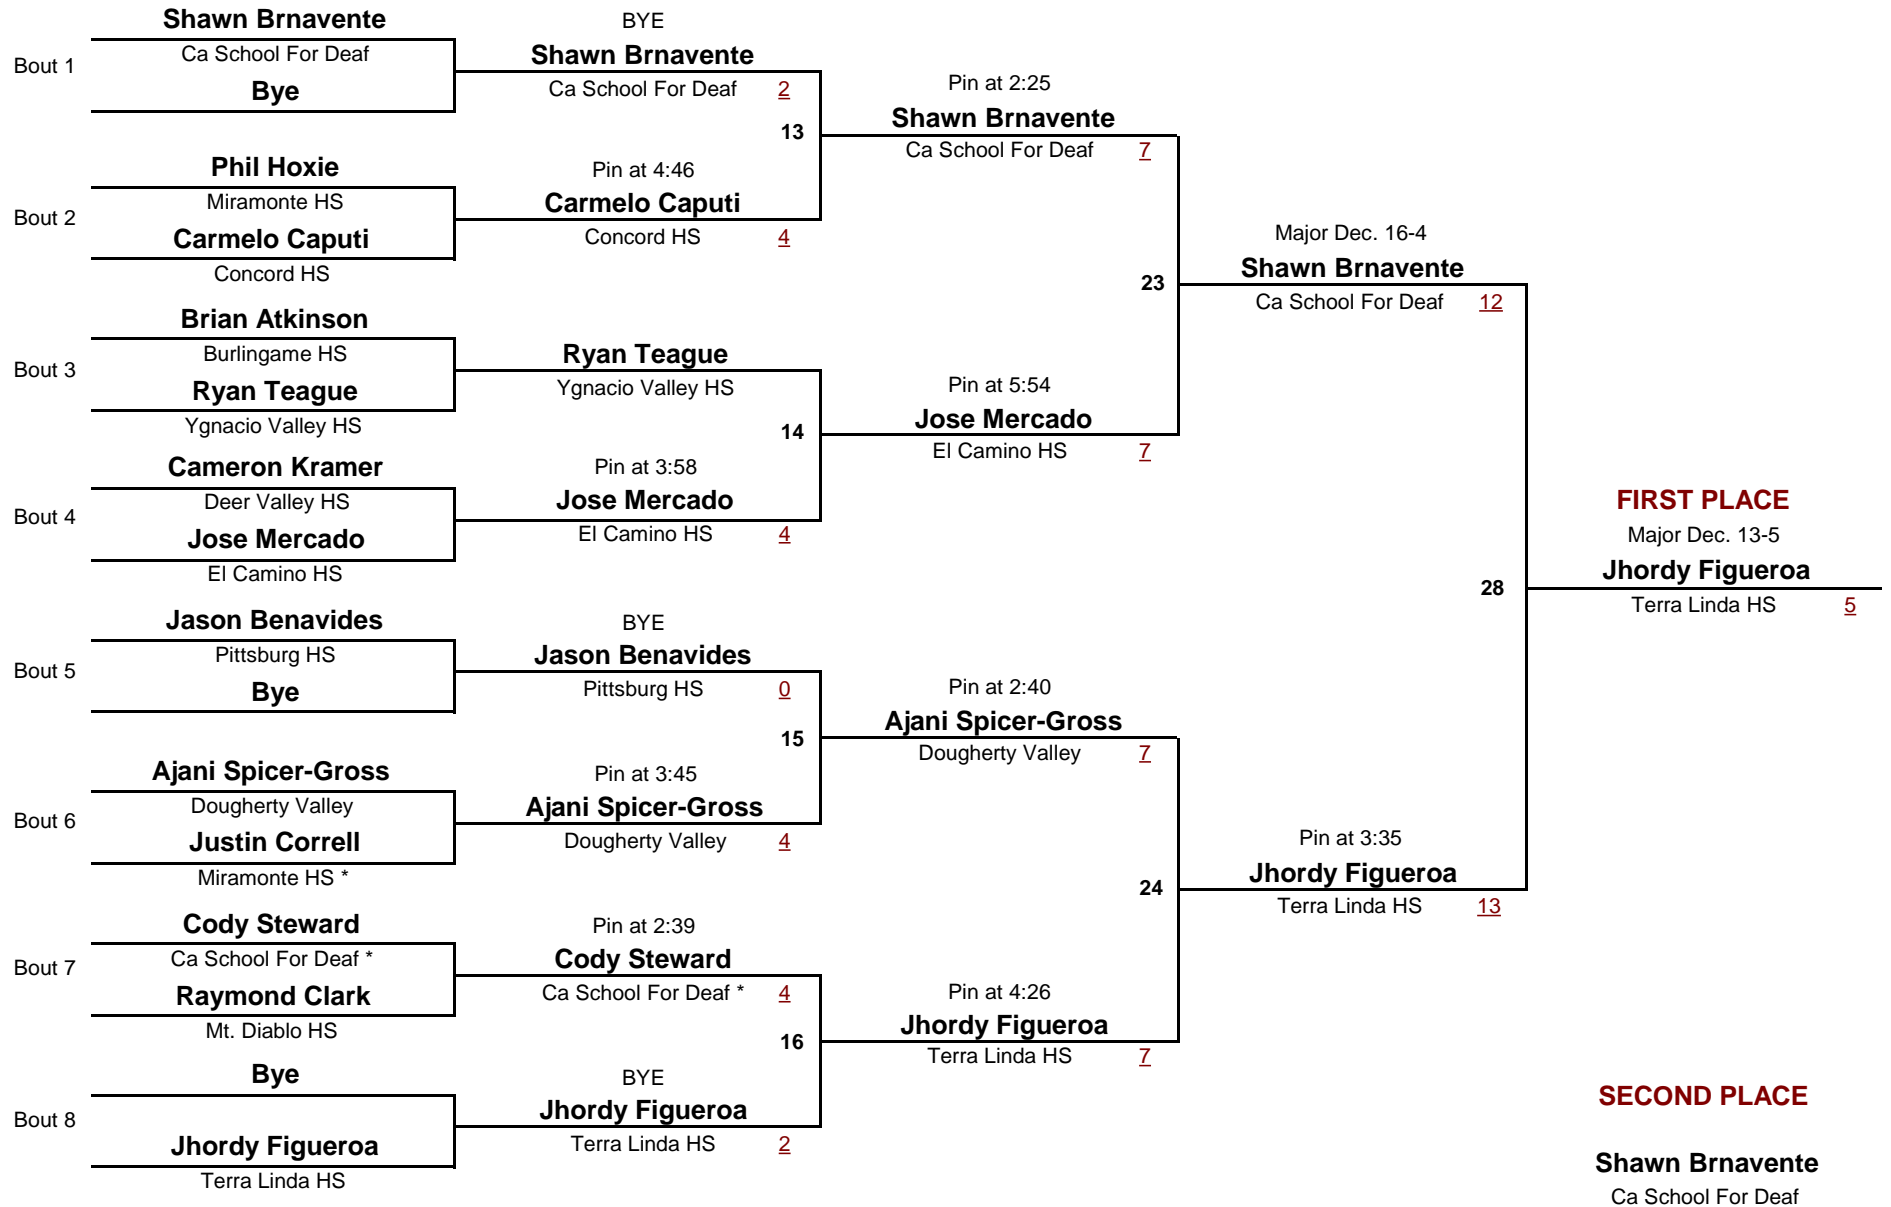 Shawn Brnavente
Bout 1
Ca School For Deaf
Bye
Phil Hoxie
Bout 2
Miramonte HS
Carmelo Caputi
Concord HS
Brian Atkinson
Bout 3
Burlingame HS
Ryan Teague
Ygnacio Valley HS
Cameron Kramer
Bout 4
Deer Valley HS
Jose Mercado
El Camino HS
Jason Benavides
Bout 5
Pittsburg HS
Bye
Ajani Spicer-Gross
Bout 6
Dougherty Valley
Justin Correll
Miramonte HS *
Cody Steward
Bout 7
Ca School For Deaf *
Raymond Clark
Mt. Diablo HS
Bye
Bout 8
Jhordy Figueroa
Terra Linda HS
BYE
Shawn Brnavente
Ca School For Deaf 2
13
Pin at 4:46
Carmelo Caputi
Concord HS 4
Ryan Teague
Ygnacio Valley HS
14
Pin at 3:58
Jose Mercado
El Camino HS 4
BYE
Jason Benavides
Pittsburg HS 0
15
Pin at 3:45
Ajani Spicer-Gross
Dougherty Valley 4
Pin at 2:39
Cody Steward
Ca School For Deaf * 4
16
BYE
Jhordy Figueroa
Terra Linda HS 2
Pin at 2:25
Shawn Brnavente
Ca School For Deaf 7
23
Pin at 5:54
Jose Mercado
El Camino HS 7
Pin at 2:40
Ajani Spicer-Gross
Dougherty Valley 7
24
Pin at 4:26
Jhordy Figueroa
Terra Linda HS 7
Major Dec. 16-4
Shawn Brnavente
Ca School For Deaf 12
28
Pin at 3:35
Jhordy Figueroa
Terra Linda HS 13
FIRST PLACE
Major Dec. 13-5
Jhordy Figueroa
Terra Linda HS 5
SECOND PLACE
Shawn Brnavente
Ca School For Deaf